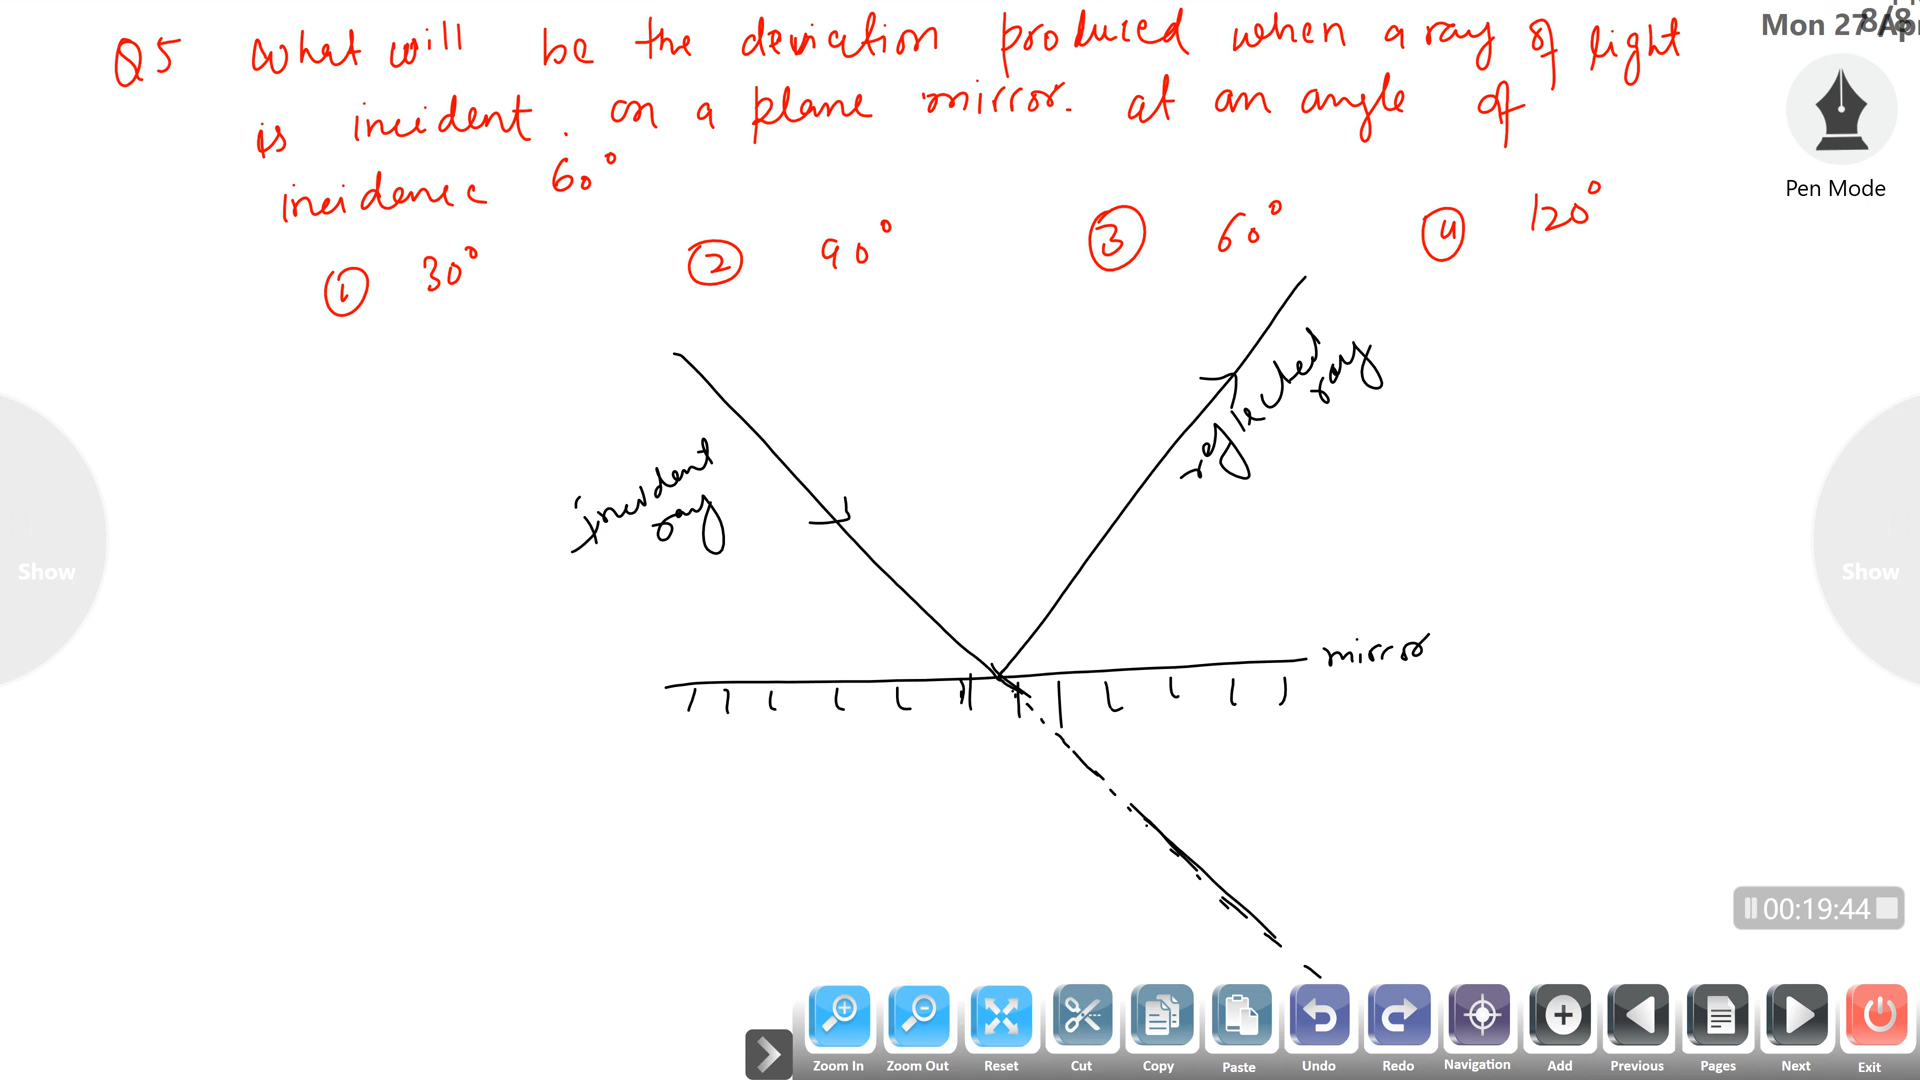 Mon 27 Apr
8/8
Q5 What will be the deviation produced when a ray of light
is incident . on a plane mirror. at an angle of
incidence 60°
① 30° ② 90° ③ 60° ④ 120°
Pen Mode
incident
ray
reflected
ray
mirror
Show
Show
00:19:44
Zoom In Zoom Out Reset Cut Copy Paste Undo Redo Navigation Add Previous Pages Next Exit